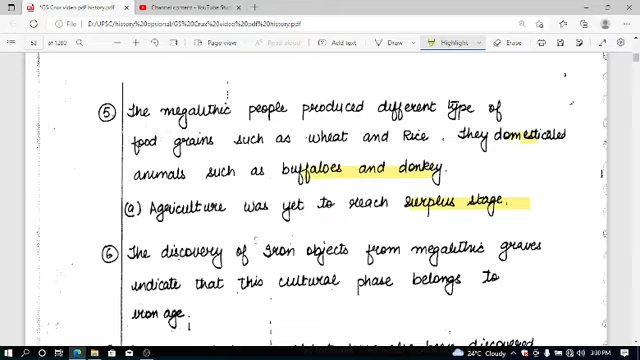 *GS Crux video pdf history.pdf
Channel content - YouTube Stu
File | D:/UPSC/history%20optional/GS%20Crux%20video%20pdf%20history.pdf
58 of 1280
Page view
Read aloud
Add text
Draw
Highlight
Erase
5 The megalithic people produced different type of
food grains such as wheat and Rice. They domesticated
animals such as buffaloes and donkey.
(a) Agriculture was yet to reach surplus stage.
6 The discovery of Iron objects from megalithic graves
indicate that this cultural phase belongs to
iron age.
24°C Cloudy
3:30 PM